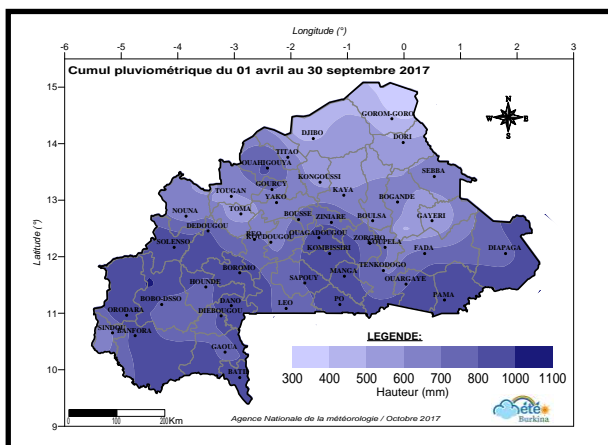 Longitude (°)
-6 -5 -4 -3 -2 -1 0 1 2 3
Cumul pluviométrique du 01 avril au 30 septembre 2017
15
14
13
12
11
10
9
Latitude (°)
N
W E
S
GOROM-GORO
DJIBO
DORI
TITAO
OUAHIGOUYA
KONGOUSSI
SEBBA
GOURCY
TOUGAN
YAKO
KAYA
BOGANDE
NOUNA
TOMA
BOUSSE
ZINIARE
BOULSA
GAYERI
DEDOUGOU
REO
KOUDOUGOU
OUAGADOUGOU
ZORGHO
SOLENSO
KOMBISSIRI
KOUPELA
FADA
DIAPAGA
BOROMO
TENKODOGO
HOUNDE
SAPOUY
MANGA
OUARGAYE
BOBO-DSSO
DANO
LEO
PO
PAMA
ORODARA
DIEBOUGOU
SINDOU
BANFORA
GAOUA
BATIE
LEGENDE:
300 400 500 600 700 800 1000 1100
Hauteur (mm)
0 100 200
Km
Agence Nationale de la météorologie / Octobre 2017
météo
Burkina